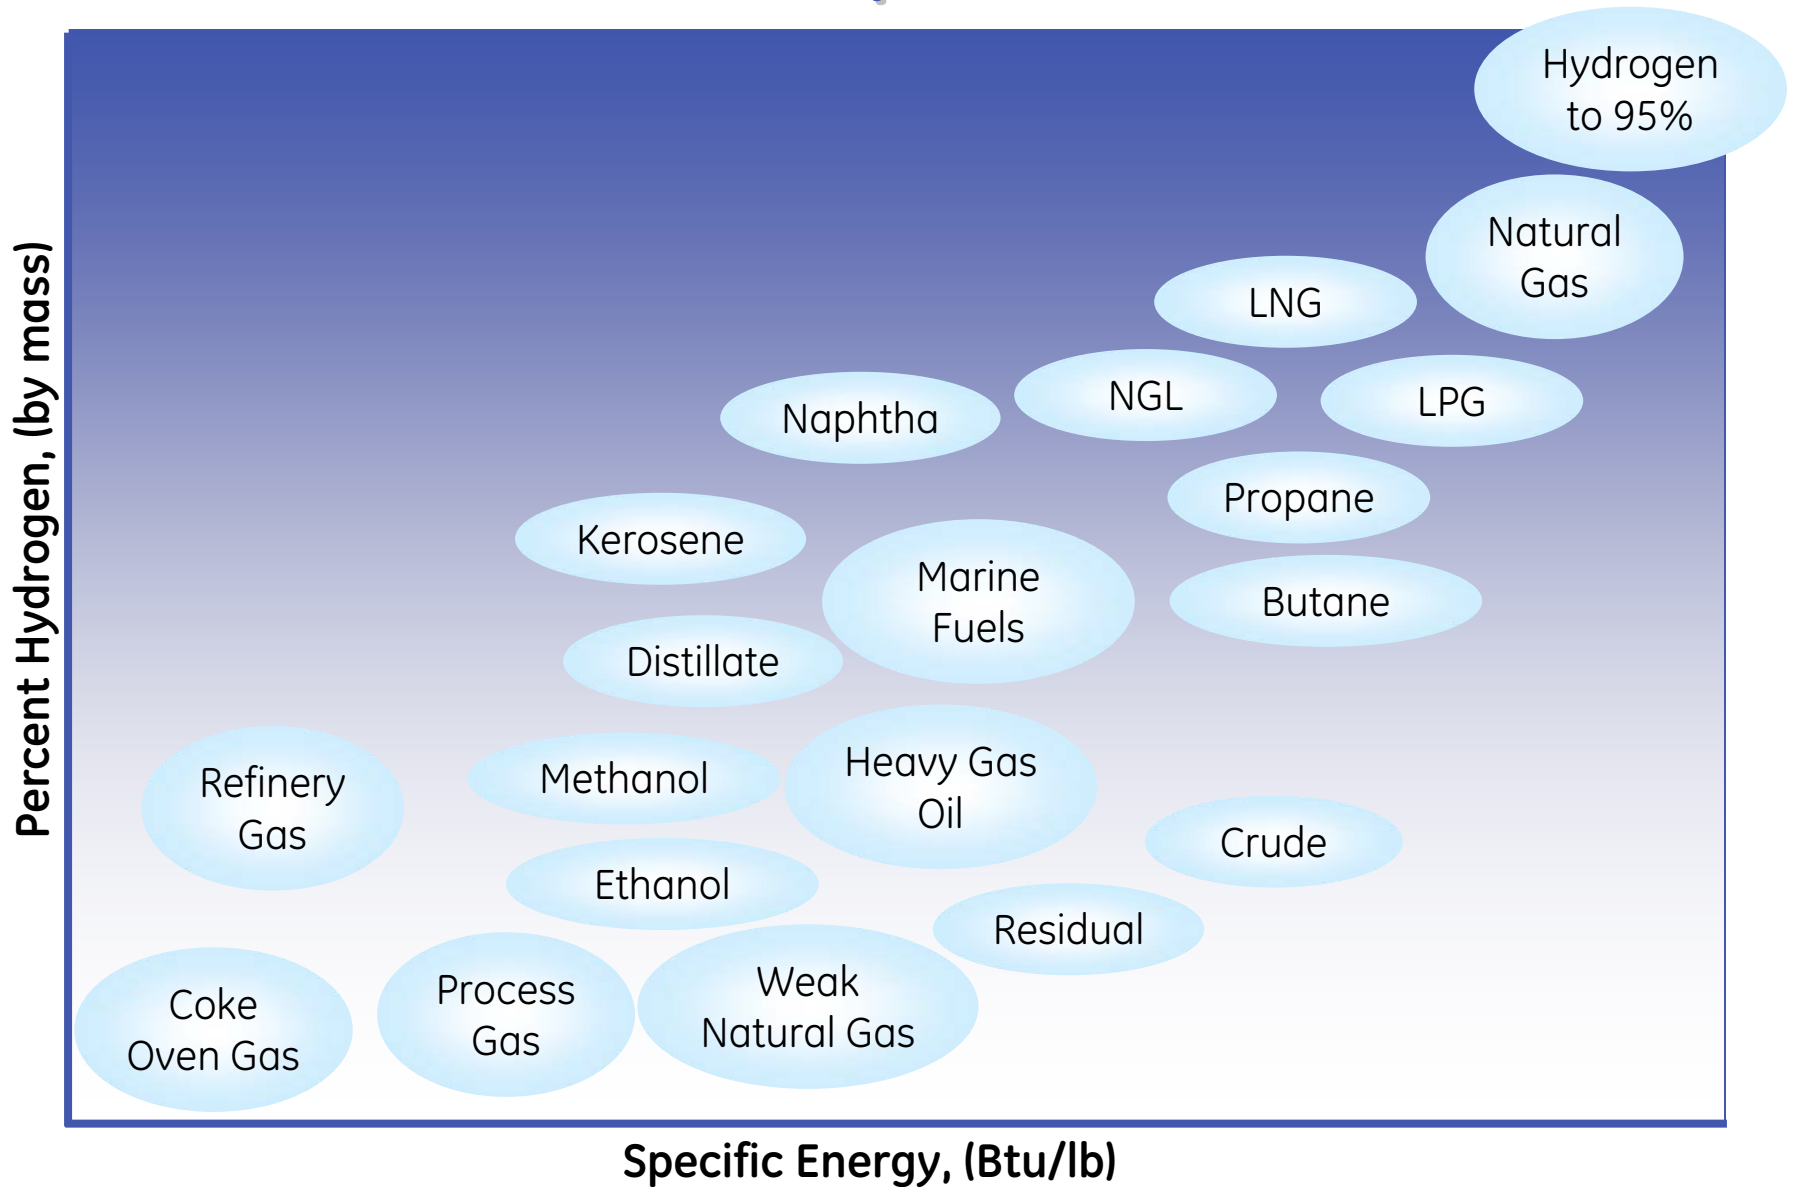 Hydrogen
to 95%
Natural
Gas
LNG
NGL
LPG
Naphtha
Propane
Kerosene
Marine
Fuels
Butane
Distillate
Refinery
Gas
Methanol
Heavy Gas
Oil
Crude
Ethanol
Residual
Coke
Oven Gas
Process
Gas
Weak
Natural Gas
Percent Hydrogen, (by mass)
Specific Energy, (Btu/lb)